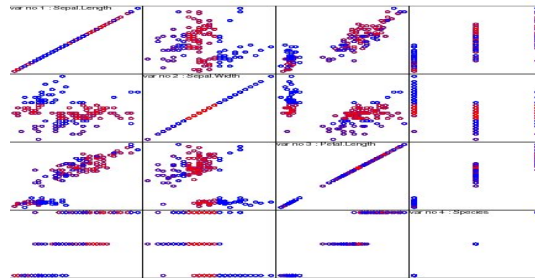 var no 1 : Sepal.Length
var no 2 : Sepal.Width
var no 3 : Petal.Length
var no 4 : Species